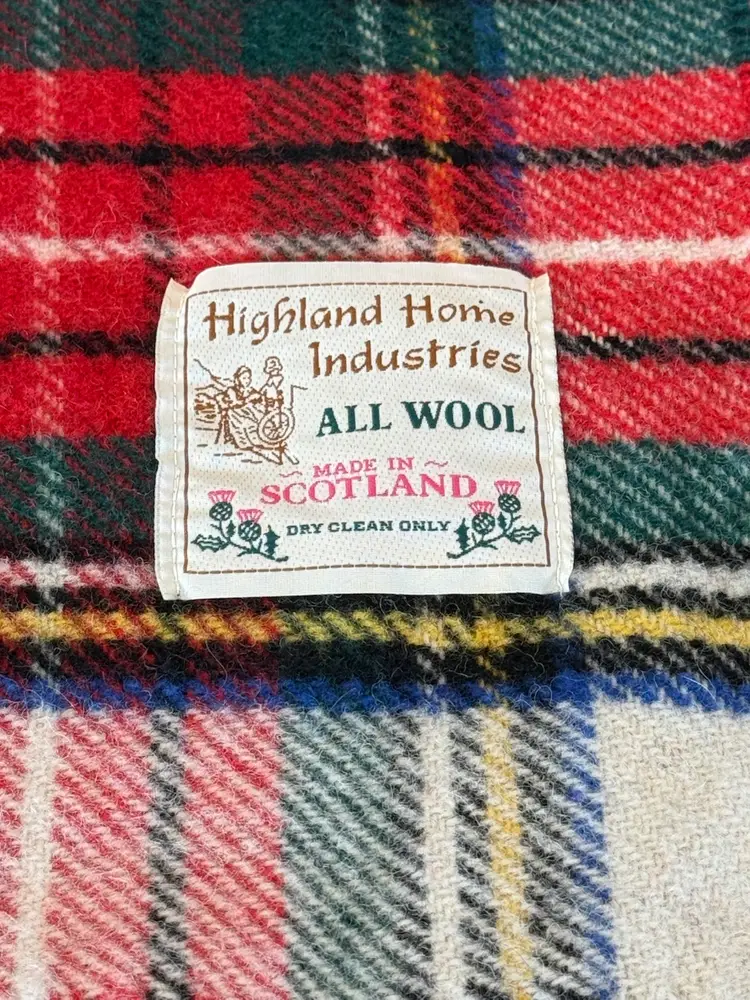 Highland Home
Industries
ALL WOOL
~ MADE IN ~
SCOTLAND
DRY CLEAN ONLY